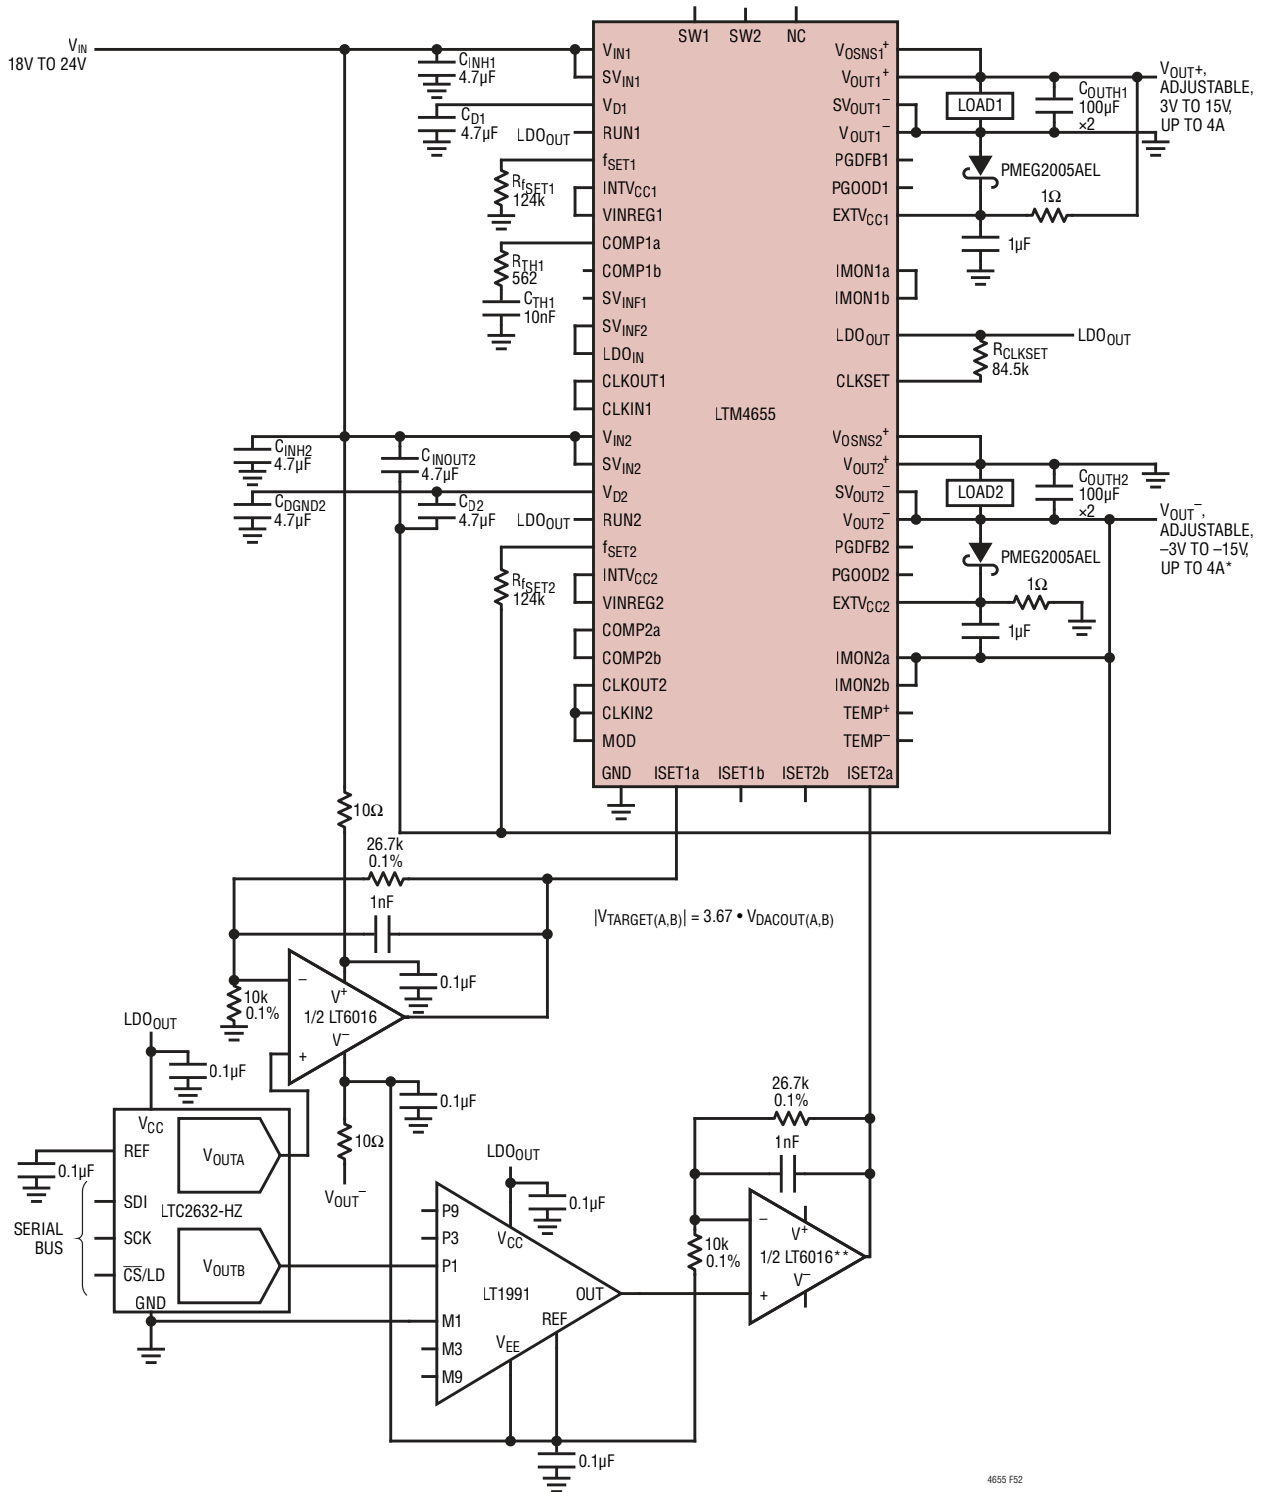 SW1 SW2 NC
V_IN
18V TO 24V
C_INH1
4.7µF
C_D1
4.7µF
LDO_OUT
R_fSET1
124k
R_TH1
562
C_TH1
10nF
C_INH2
4.7µF
C_INOUT2
4.7µF
C_DGND2
4.7µF
C_D2
4.7µF
LDO_OUT
R_fSET2
124k
V_IN1
SV_IN1
V_D1
RUN1
f_SET1
INTV_CC1
VINREG1
COMP1a
COMP1b
SV_INF1
SV_INF2
LDO_IN
CLKOUT1
CLKIN1
V_IN2
SV_IN2
V_D2
RUN2
f_SET2
INTV_CC2
VINREG2
COMP2a
COMP2b
CLKOUT2
CLKIN2
MOD
LTM4655
V_OSNS1+
V_OUT1+
SV_OUT1–
V_OUT1–
PGDFB1
PGOOD1
EXTV_CC1
IMON1a
IMON1b
LDO_OUT
CLKSET
V_OSNS2+
V_OUT2+
SV_OUT2–
V_OUT2–
PGDFB2
PGOOD2
EXTV_CC2
IMON2a
IMON2b
TEMP+
TEMP–
GND ISET1a ISET1b ISET2b ISET2a
LOAD1
C_OUTH1
100µF
×2
V_OUT+,
ADJUSTABLE,
3V TO 15V,
UP TO 4A
PMEG2005AEL
1Ω
1µF
LDO_OUT
R_CLKSET
84.5k
LOAD2
C_OUTH2
100µF
×2
V_OUT–,
ADJUSTABLE,
–3V TO –15V,
UP TO 4A*
PMEG2005AEL
1Ω
1µF
10Ω
26.7k
0.1%
1nF
|V_TARGET(A,B)| = 3.67 • V_DACOUT(A,B)
0.1µF
10k
0.1%
–
V+
1/2 LT6016
V–
+
LDO_OUT
0.1µF
0.1µF
10Ω
V_OUT–
V_CC
REF
0.1µF
V_OUTA
SDI
LTC2632-HZ
SERIAL
BUS
SCK
V_OUTB
CS/LD
GND
LDO_OUT
0.1µF
P9
P3
P1
V_CC
LT1991
OUT
REF
M1
M3
M9
V_EE
0.1µF
26.7k
0.1%
1nF
10k
0.1%
–
V+
1/2 LT6016**
V–
+
4655 F52